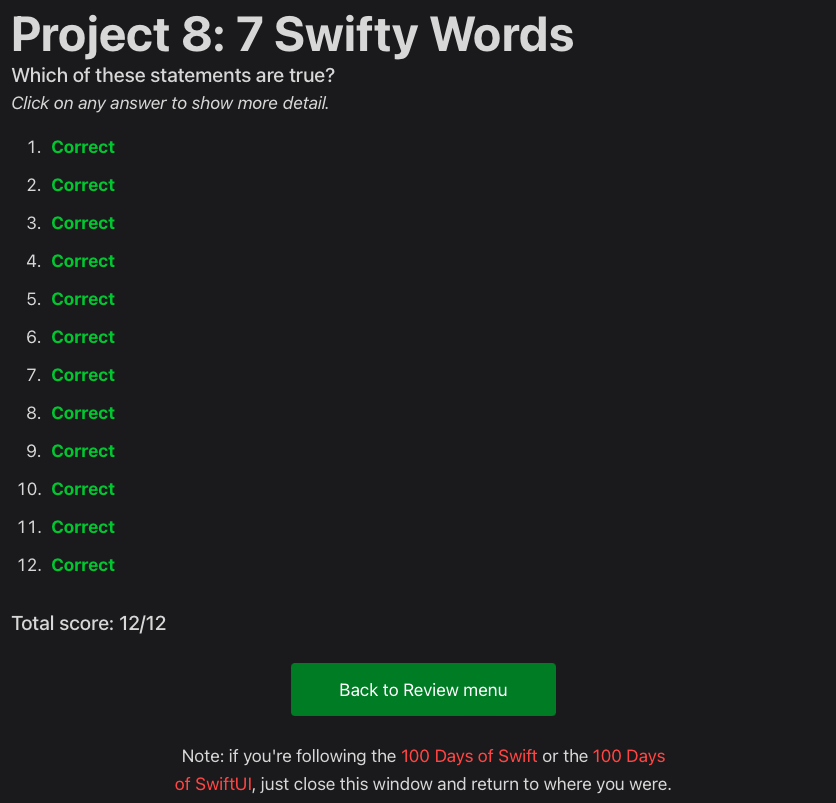 Project 8: 7 Swifty Words
Which of these statements are true?
Click on any answer to show more detail.
1. Correct
2. Correct
3. Correct
4. Correct
5. Correct
6. Correct
7. Correct
8. Correct
9. Correct
10. Correct
11. Correct
12. Correct
Total score: 12/12
Back to Review menu
Note: if you're following the 100 Days of Swift or the 100 Days
of SwiftUI, just close this window and return to where you were.